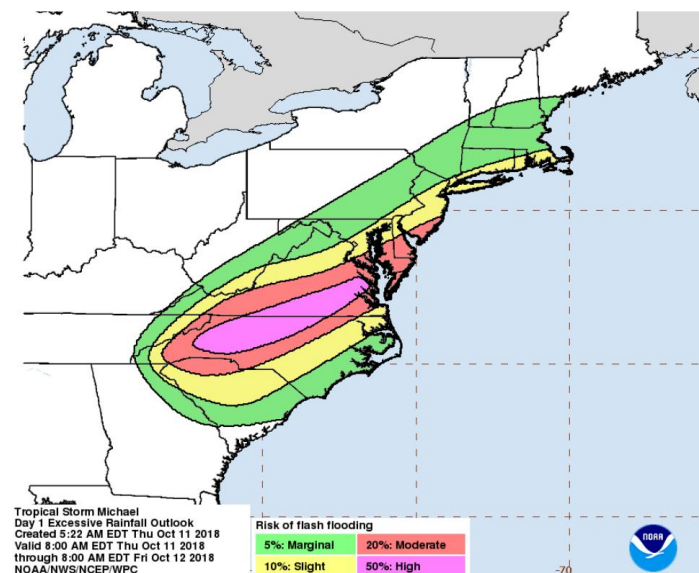 Tropical Storm Michael
Day 1 Excessive Rainfall Outlook
Created 5:22 AM EDT Thu Oct 11 2018
Valid 8:00 AM EDT Thu Oct 11 2018
through 8:00 AM EDT Fri Oct 12 2018
NOAA/NWS/NCEP/WPC
Risk of flash flooding
5%: Marginal 20%: Moderate
10%: Slight 50%: High
-70
NOAA